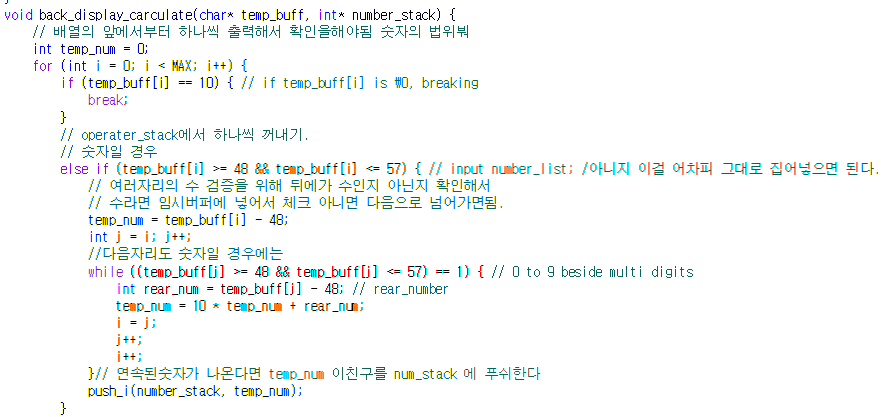 void back_display_carculate(char* temp_buff, int* number_stack) {
// 배열의 앞에서부터 하나씩 출력해서 확인을해야됨 숫자의 법위붜
int temp_num = 0;
for (int i = 0; i < MAX; i++) {
if (temp_buff[i] == 10) { // if temp_buff[i] is ₩0, breaking
break;
}
// operater_stack에서 하나씩 꺼내기.
// 숫자일 경우
else if (temp_buff[i] >= 48 && temp_buff[i] <= 57) { // input number_list; /아니지 이걸 어차피 그대로 집어넣으면 된다.
// 여러자리의 수 검증을 위해 뒤에가 수인지 아닌지 확인해서
// 수라면 임시버퍼에 넣어서 체크 아니면 다음으로 넘어가면됨.
temp_num = temp_buff[i] - 48;
int j = i; j++;
//다음자리도 숫자일 경우에는
while ((temp_buff[j] >= 48 && temp_buff[j] <= 57) == 1) { // 0 to 9 beside multi digits
int rear_num = temp_buff[j] - 48; // rear_number
temp_num = 10 * temp_num + rear_num;
i = j;
j++;
i++;
}// 연속된숫자가 나온다면 temp_num 이친구를 num_stack 에 푸쉬한다
push_i(number_stack, temp_num);
}